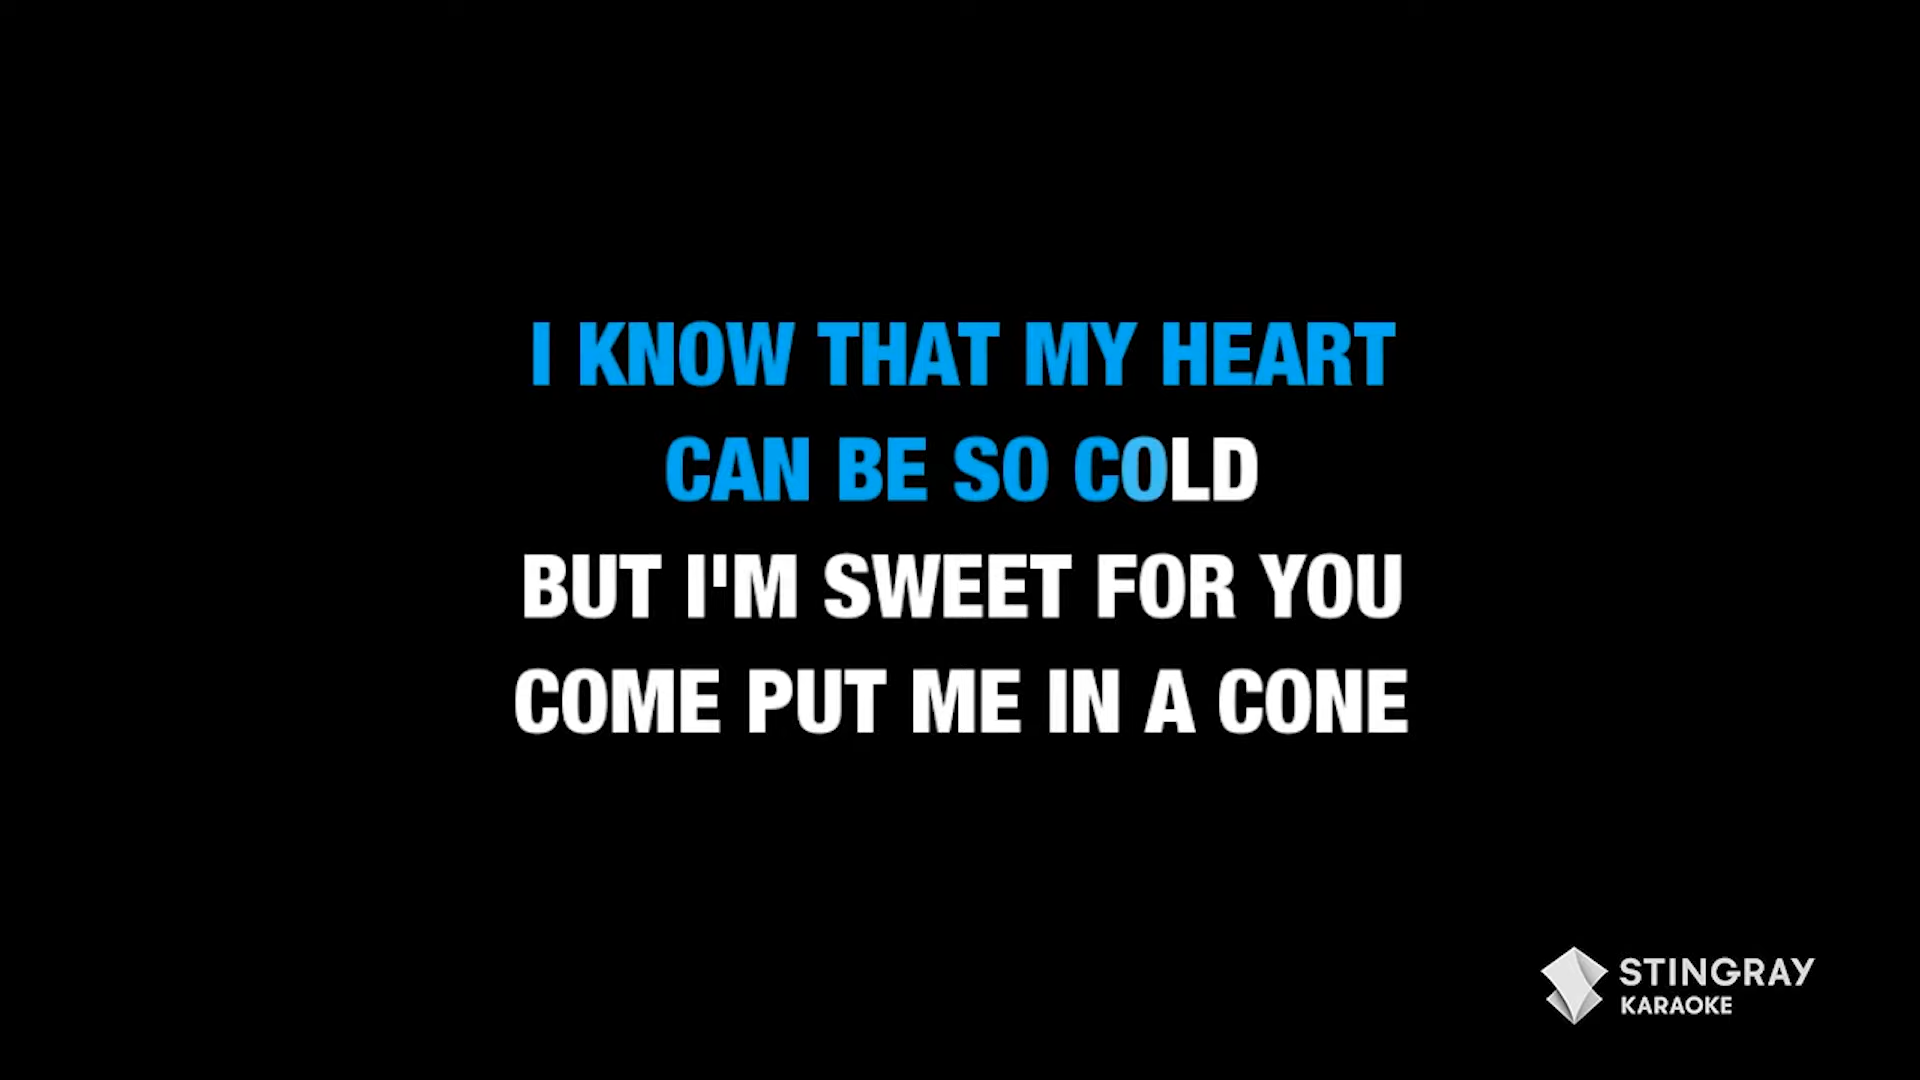 I KNOW THAT MY HEART
CAN BE SO COLD
BUT I'M SWEET FOR YOU
COME PUT ME IN A CONE
STINGRAY
KARAOKE